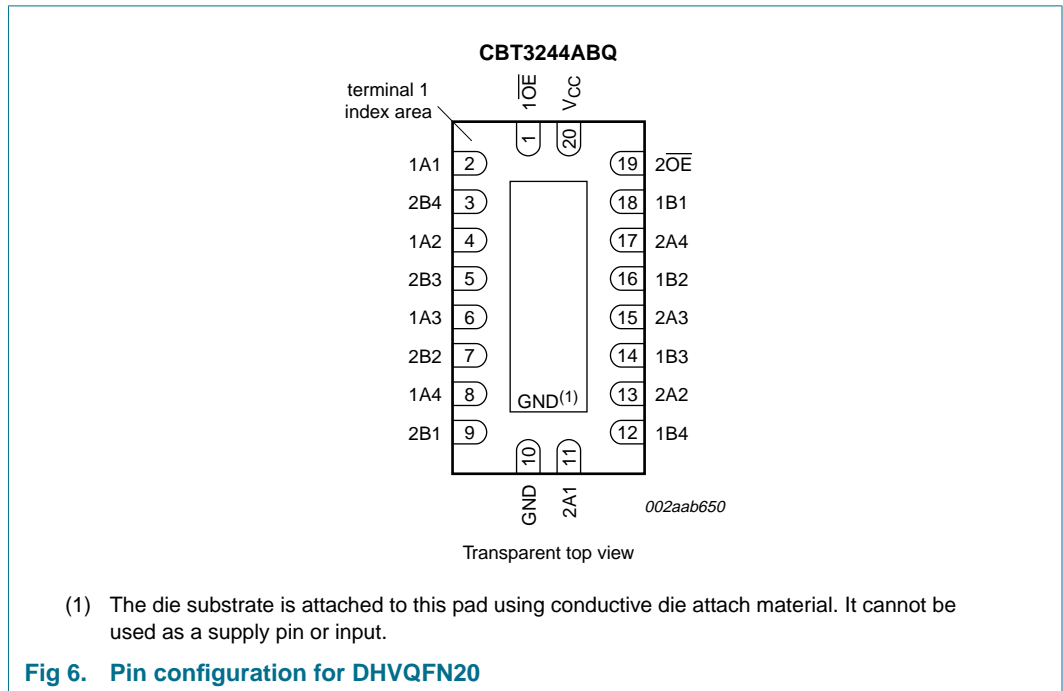 CBT3244ABQ
terminal 1
index area
1OE
VCC
1
20
1A1 2 19 2OE
2B4 3 18 1B1
1A2 4 17 2A4
2B3 5 16 1B2
1A3 6 15 2A3
2B2 7 14 1B3
1A4 8 13 2A2
GND(1)
2B1 9 12 1B4
10
11
GND
2A1
002aab650
Transparent top view
(1) The die substrate is attached to this pad using conductive die attach material. It cannot be
used as a supply pin or input.
Fig 6. Pin configuration for DHVQFN20